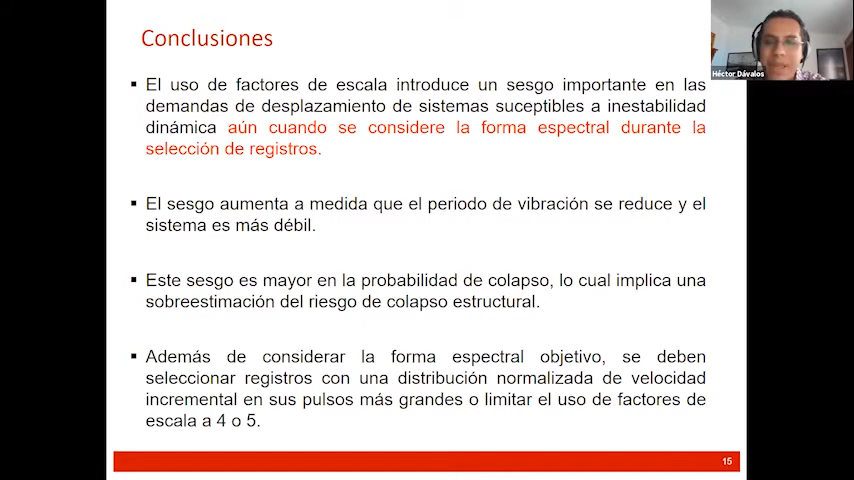 Conclusiones
Héctor Dávalos
▪ El uso de factores de escala introduce un sesgo importante en las
demandas de desplazamiento de sistemas suceptibles a inestabilidad
dinámica aún cuando se considere la forma espectral durante la
selección de registros.
▪ El sesgo aumenta a medida que el periodo de vibración se reduce y el
sistema es más débil.
▪ Este sesgo es mayor en la probabilidad de colapso, lo cual implica una
sobreestimación del riesgo de colapso estructural.
▪ Además de considerar la forma espectral objetivo, se deben
seleccionar registros con una distribución normalizada de velocidad
incremental en sus pulsos más grandes o limitar el uso de factores de
escala a 4 o 5.
15